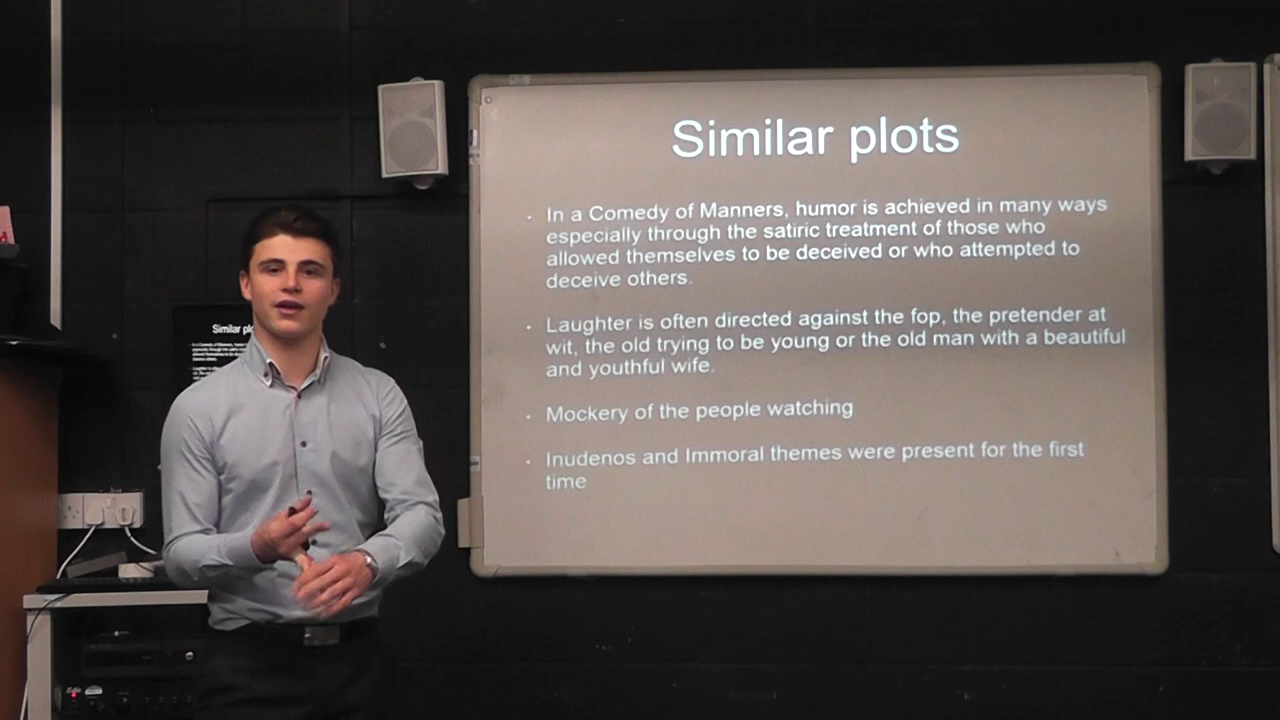 Similar plots
In a Comedy of Manners, humor is achieved in many ways
especially through the satiric treatment of those who
allowed themselves to be deceived or who attempted to
deceive others.
Laughter is often directed against the fop, the pretender at
wit, the old trying to be young or the old man with a beautiful
and youthful wife.
Mockery of the people watching
Inudenos and Immoral themes were present for the first
time
Similar plo